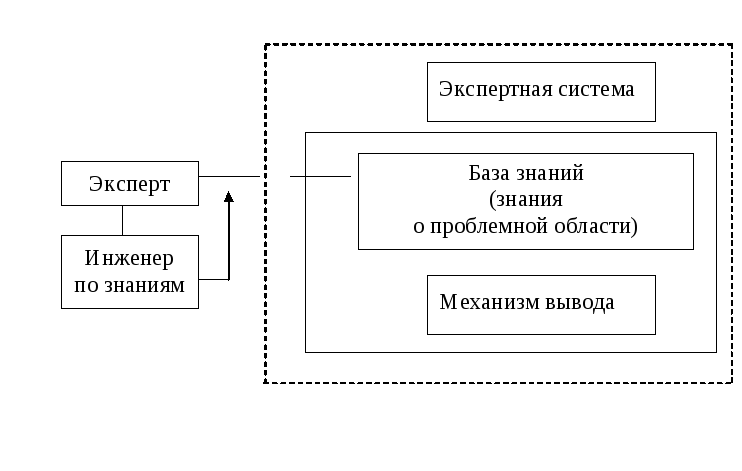 Экспертная система
Эксперт
База знаний
(знания
о проблемной области)
Инженер
по знаниям
Механизм вывода